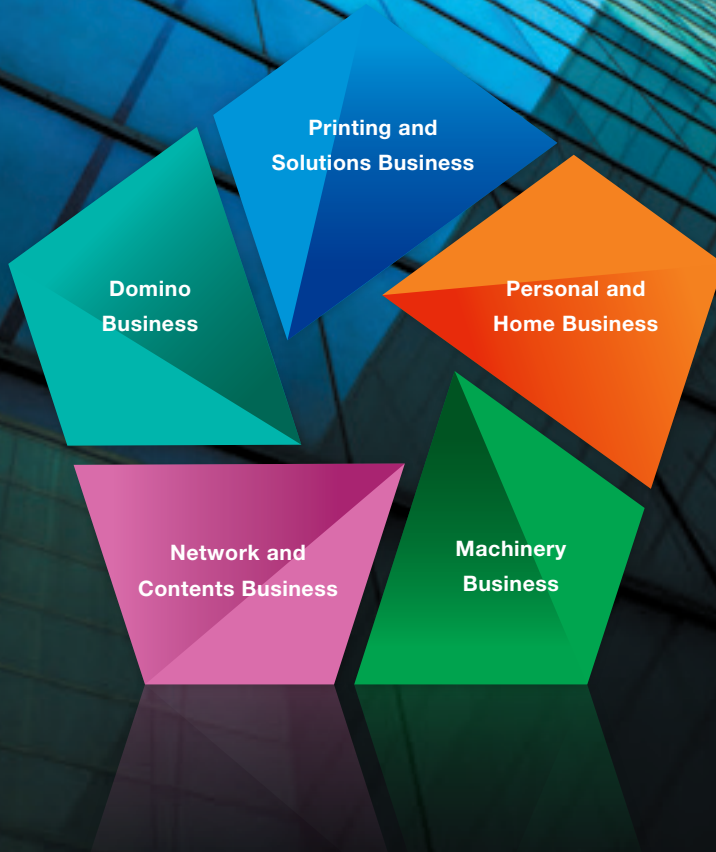 Printing and
Solutions Business
Domino
Business
Personal and
Home Business
Network and
Contents Business
Machinery
Business